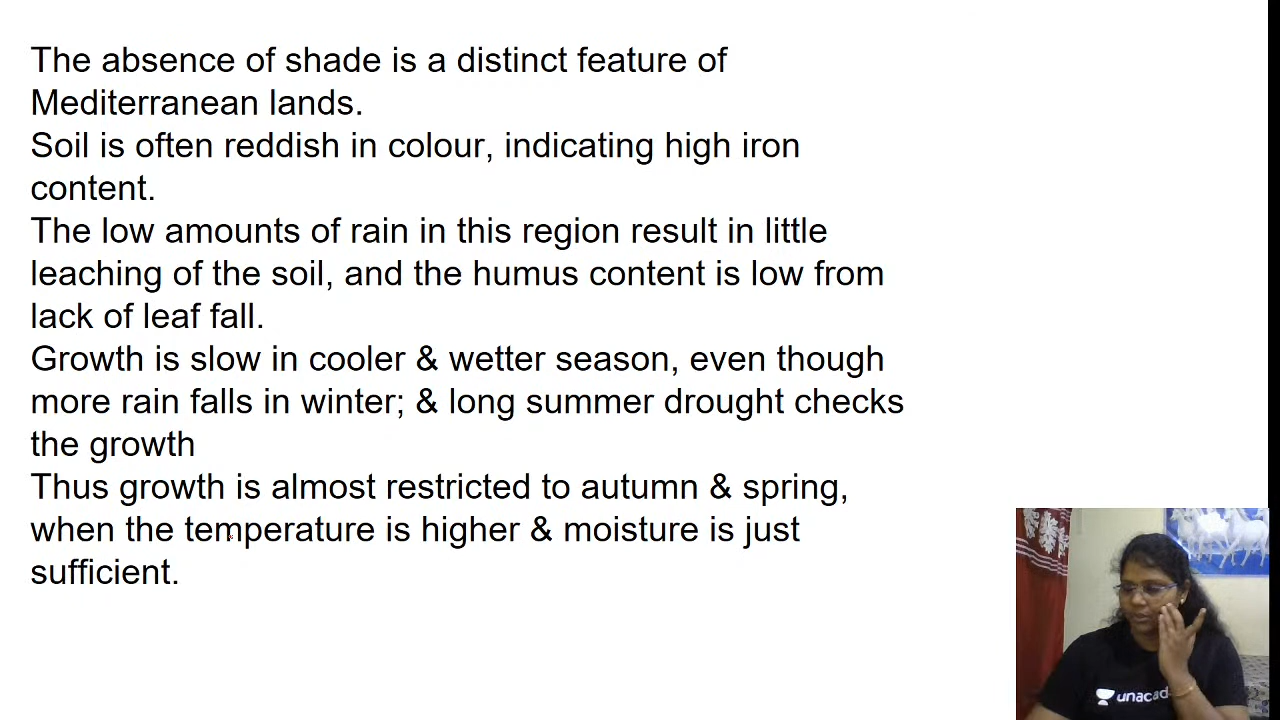 The absence of shade is a distinct feature of
Mediterranean lands.
Soil is often reddish in colour, indicating high iron
content.
The low amounts of rain in this region result in little
leaching of the soil, and the humus content is low from
lack of leaf fall.
Growth is slow in cooler & wetter season, even though
more rain falls in winter; & long summer drought checks
the growth
Thus growth is almost restricted to autumn & spring,
when the temperature is higher & moisture is just
sufficient.
unacad